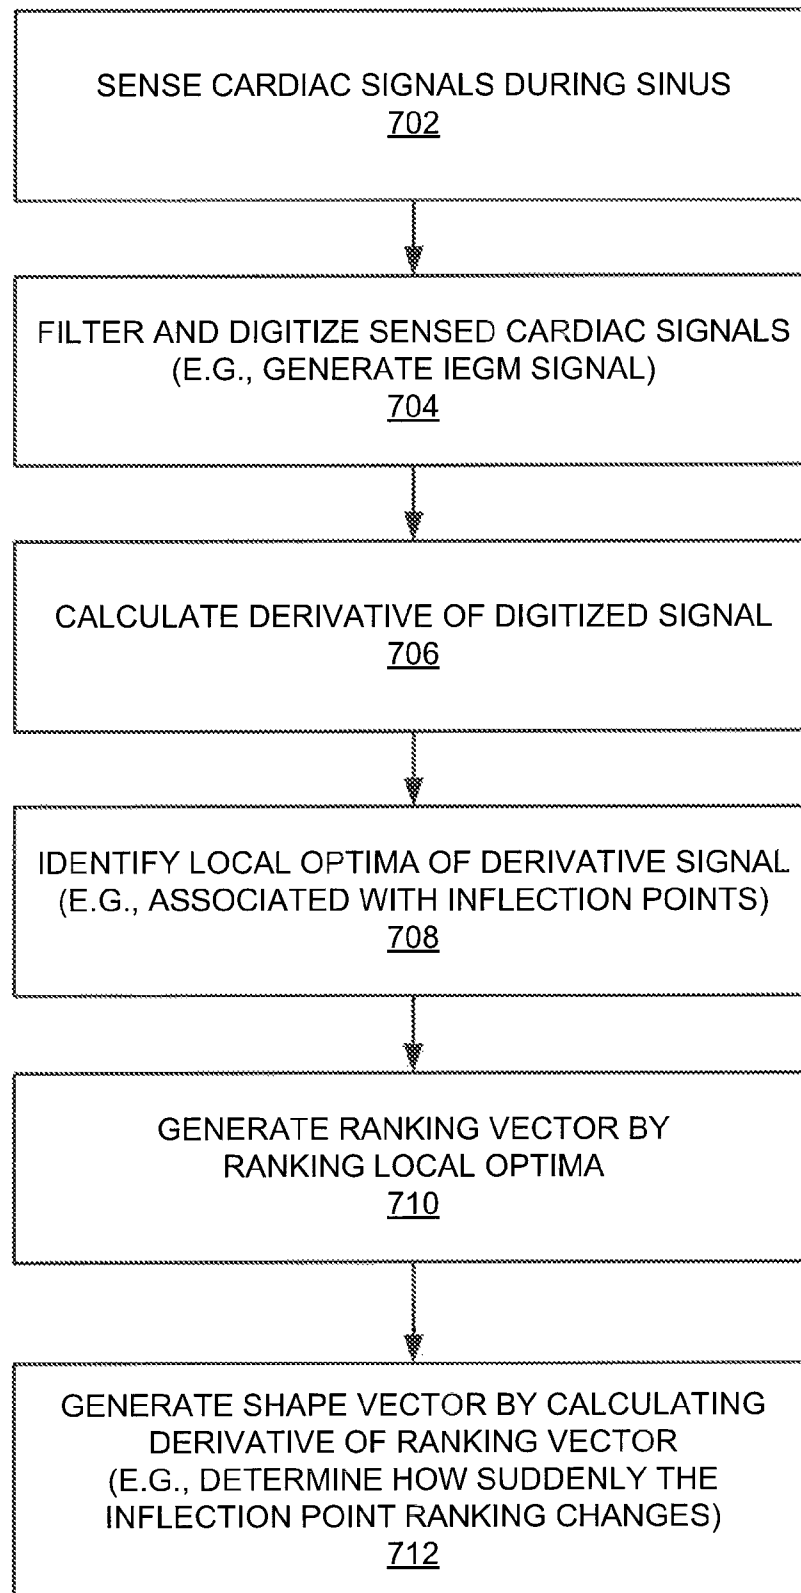 SENSE CARDIAC SIGNALS DURING SINUS
702
FILTER AND DIGITIZE SENSED CARDIAC SIGNALS
(E.G., GENERATE IEGM SIGNAL)
704
CALCULATE DERIVATIVE OF DIGITIZED SIGNAL
706
IDENTIFY LOCAL OPTIMA OF DERIVATIVE SIGNAL
(E.G., ASSOCIATED WITH INFLECTION POINTS)
708
GENERATE RANKING VECTOR BY
RANKING LOCAL OPTIMA
710
GENERATE SHAPE VECTOR BY CALCULATING
DERIVATIVE OF RANKING VECTOR
(E.G., DETERMINE HOW SUDDENLY THE
INFLECTION POINT RANKING CHANGES)
712